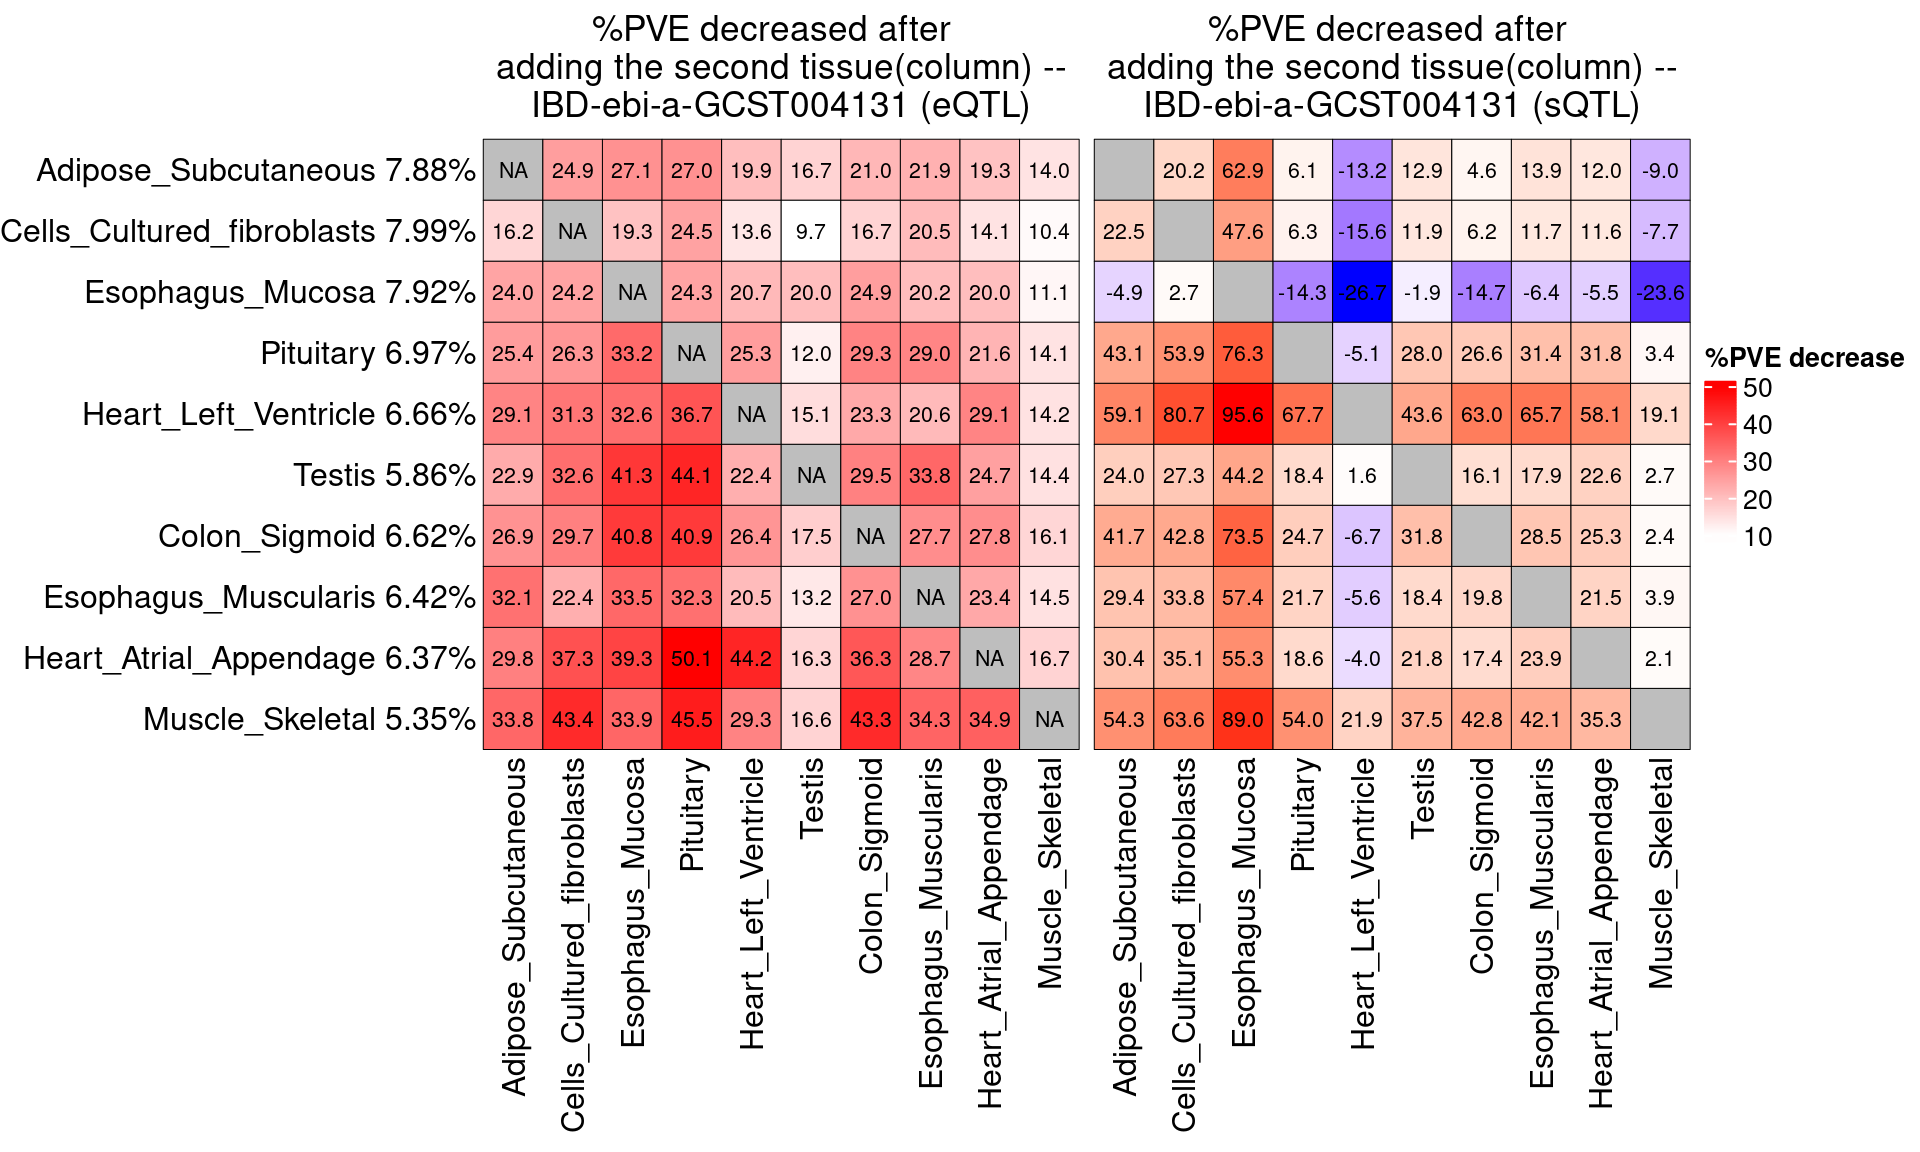 %PVE decreased after
adding the second tissue(column) --
IBD-ebi-a-GCST004131 (eQTL)
%PVE decreased after
adding the second tissue(column) --
IBD-ebi-a-GCST004131 (sQTL)
Adipose_Subcutaneous 7.88% NA 24.9 27.1 27.0 19.9 16.7 21.0 21.9 19.3 14.0 20.2 62.9 6.1 -13.2 12.9 4.6 13.9 12.0 -9.0
Cells_Cultured_fibroblasts 7.99% 16.2 NA 19.3 24.5 13.6 9.7 16.7 20.5 14.1 10.4 22.5 47.6 6.3 -15.6 11.9 6.2 11.7 11.6 -7.7
Esophagus_Mucosa 7.92% 24.0 24.2 NA 24.3 20.7 20.0 24.9 20.2 20.0 11.1 -4.9 2.7 -14.3 -26.7 -1.9 -14.7 -6.4 -5.5 -23.6
Pituitary 6.97% 25.4 26.3 33.2 NA 25.3 12.0 29.3 29.0 21.6 14.1 43.1 53.9 76.3 -5.1 28.0 26.6 31.4 31.8 3.4
Heart_Left_Ventricle 6.66% 29.1 31.3 32.6 36.7 NA 15.1 23.3 20.6 29.1 14.2 59.1 80.7 95.6 67.7 43.6 63.0 65.7 58.1 19.1
Testis 5.86% 22.9 32.6 41.3 44.1 22.4 NA 29.5 33.8 24.7 14.4 24.0 27.3 44.2 18.4 1.6 16.1 17.9 22.6 2.7
Colon_Sigmoid 6.62% 26.9 29.7 40.8 40.9 26.4 17.5 NA 27.7 27.8 16.1 41.7 42.8 73.5 24.7 -6.7 31.8 28.5 25.3 2.4
Esophagus_Muscularis 6.42% 32.1 22.4 33.5 32.3 20.5 13.2 27.0 NA 23.4 14.5 29.4 33.8 57.4 21.7 -5.6 18.4 19.8 21.5 3.9
Heart_Atrial_Appendage 6.37% 29.8 37.3 39.3 50.1 44.2 16.3 36.3 28.7 NA 16.7 30.4 35.1 55.3 18.6 -4.0 21.8 17.4 23.9 2.1
Muscle_Skeletal 5.35% 33.8 43.4 33.9 45.5 29.3 16.6 43.3 34.3 34.9 NA 54.3 63.6 89.0 54.0 21.9 37.5 42.8 42.1 35.3
Adipose_Subcutaneous
Cells_Cultured_fibroblasts
Esophagus_Mucosa
Pituitary
Heart_Left_Ventricle
Testis
Colon_Sigmoid
Esophagus_Muscularis
Heart_Atrial_Appendage
Muscle_Skeletal
Adipose_Subcutaneous
Cells_Cultured_fibroblasts
Esophagus_Mucosa
Pituitary
Heart_Left_Ventricle
Testis
Colon_Sigmoid
Esophagus_Muscularis
Heart_Atrial_Appendage
Muscle_Skeletal
%PVE decrease
50
40
30
20
10